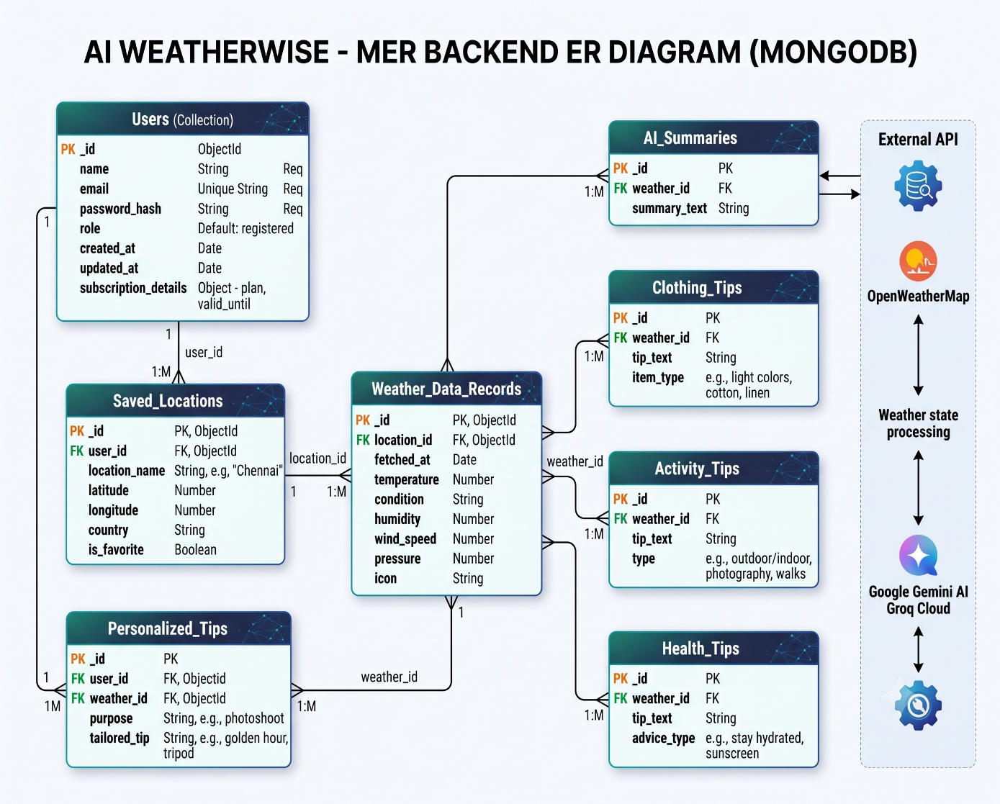 AI WEATHERWISE - MER BACKEND ER DIAGRAM (MONGODB)
Users (Collection)
PK _id ObjectId
name String Req
email Unique String Req
password_hash String Req
role Default: registered
created_at Date
updated_at Date
subscription_details Object - plan,
valid_until
1
1
user_id
1:M
Saved_Locations
PK _id PK, ObjectId
FK user_id FK, ObjectId
location_name String, e.g, "Chennai"
latitude Number
longitude Number
country String
is_favorite Boolean
location_id
1 1:M
Personalized_Tips
PK _id PK
FK user_id FK, Objectid
FK weather_id FK, ObjectId
purpose String, e.g., photoshoot
tailored_tip String, e.g., golden hour,
tripod
1
1M
1:M
weather_id
1
Weather_Data_Records
PK _id PK, ObjectId
FK location_id FK, ObjectId
fetched_at Date
temperature Number
condition String
humidity Number
wind_speed Number
pressure Number
icon String
weather_id
AI_Summaries
PK _id PK
FK weather_id FK
summary_text String
1:M
Clothing_Tips
PK _id PK
FK weather_id FK
tip_text String
item_type e.g., light colors,
cotton, linen
1:M
Activity_Tips
PK _id PK
FK weather_id FK
tip_text String
type e.g., outdoor/indoor,
photography, walks
1:M
Health_Tips
PK _id PK
FK weather_id FK
tip_text String
advice_type e.g., stay hydrated,
sunscreen
1:M
External API
OpenWeatherMap
Weather state
processing
Google Gemini AI
Groq Cloud